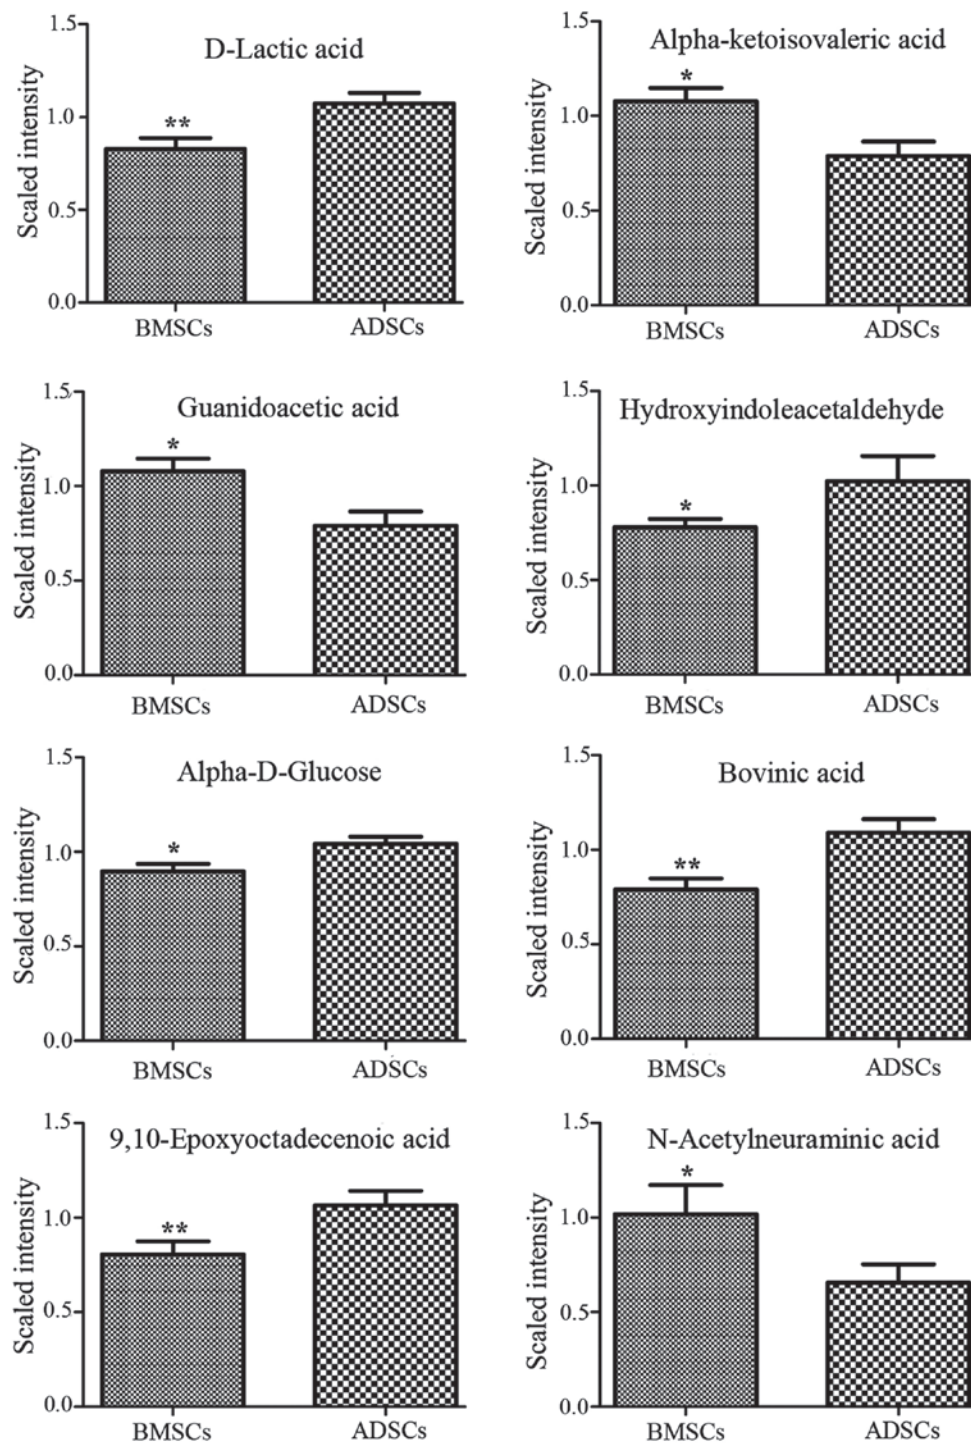 D-Lactic acid
Scaled intensity
1.5
**
1.0
0.5
0.0
BMSCs ADSCs
Alpha-ketoisovaleric acid
Scaled intensity
1.5
*
1.0
0.5
0.0
BMSCs ADSCs
Guanidoacetic acid
Scaled intensity
1.5
*
1.0
0.5
0.0
BMSCs ADSCs
Hydroxyindoleacetaldehyde
Scaled intensity
1.5
*
1.0
0.5
0.0
BMSCs ADSCs
Alpha-D-Glucose
Scaled intensity
1.5
*
1.0
0.5
0.0
BMSCs ADSCs
Bovinic acid
Scaled intensity
1.5
**
1.0
0.5
0.0
BMSCs ADSCs
9,10-Epoxyoctadecenoic acid
Scaled intensity
1.5
**
1.0
0.5
0.0
BMSCs ADSCs
N-Acetylneuraminic acid
Scaled intensity
1.5
*
1.0
0.5
0.0
BMSCs ADSCs